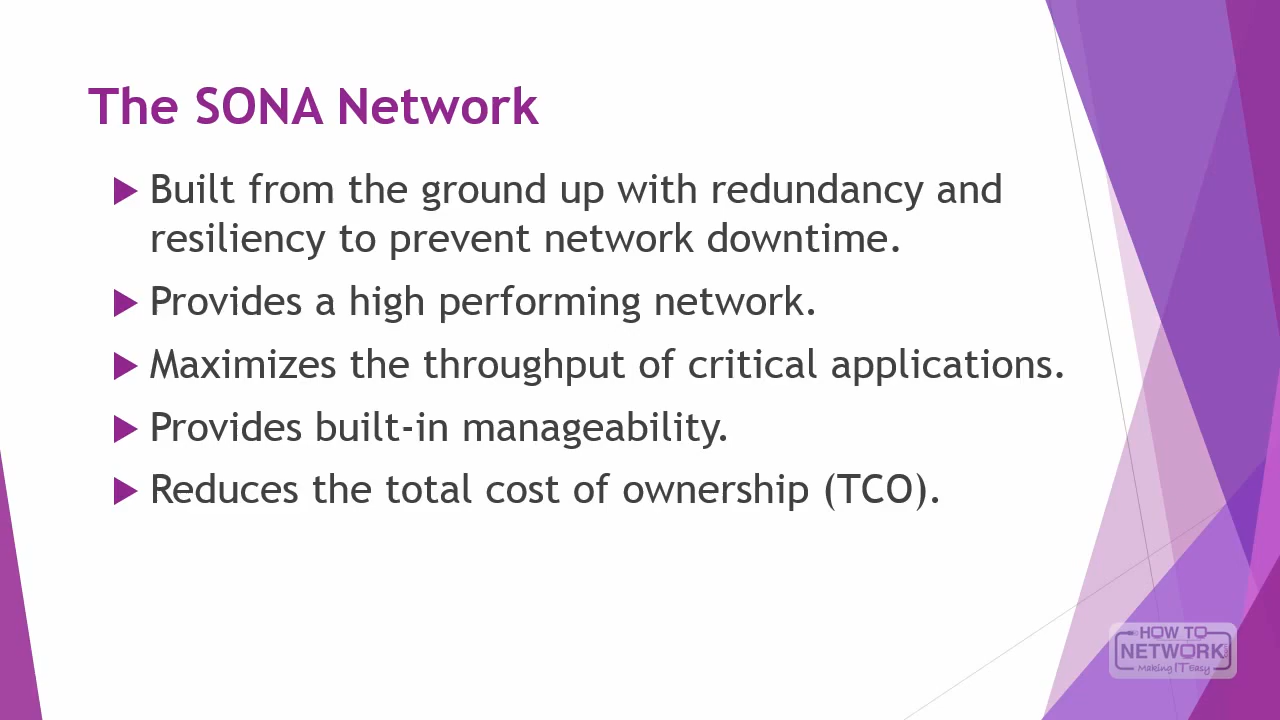 The SONA Network
Built from the ground up with redundancy and
resiliency to prevent network downtime.
Provides a high performing network.
Maximizes the throughput of critical applications.
Provides built-in manageability.
Reduces the total cost of ownership (TCO).
HOW TO
NETWORK
Making IT Easy